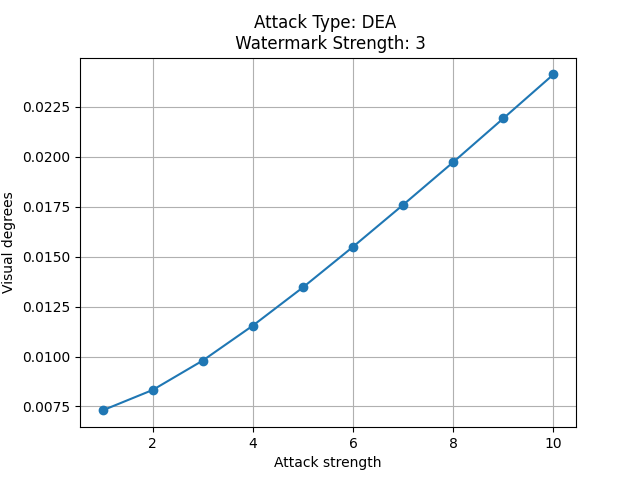 Attack Type: DEA
Watermark Strength: 3
0.0225
0.0200
0.0175
0.0150
0.0125
0.0100
0.0075
Visual degrees
2 4 6 8 10
Attack strength